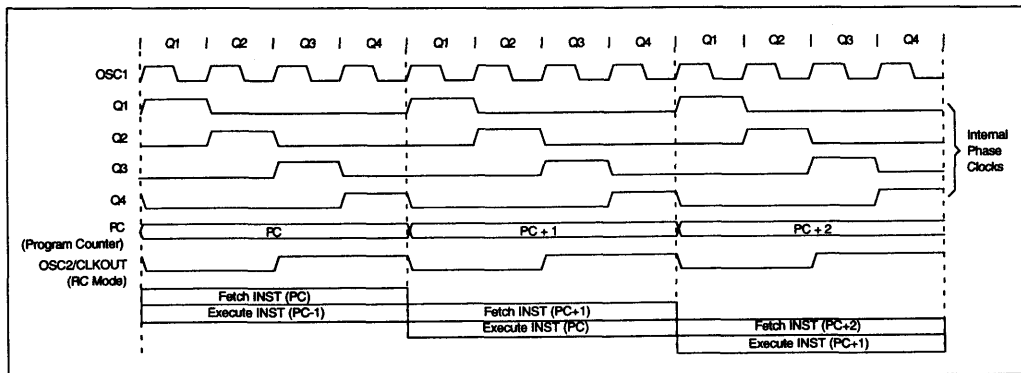 Q1 | Q2 | Q3 | Q4 | Q1 | Q2 | Q3 | Q4 | Q1 | Q2 | Q3 | Q4
OSC1
Q1
Q2
Q3
Q4
Internal
Phase
Clocks
PC
(Program Counter)
PC
PC + 1
PC + 2
OSC2/CLKOUT
(RC Mode)
Fetch INST (PC)
Execute INST (PC-1)
Fetch INST (PC+1)
Execute INST (PC)
Fetch INST (PC+2)
Execute INST (PC+1)